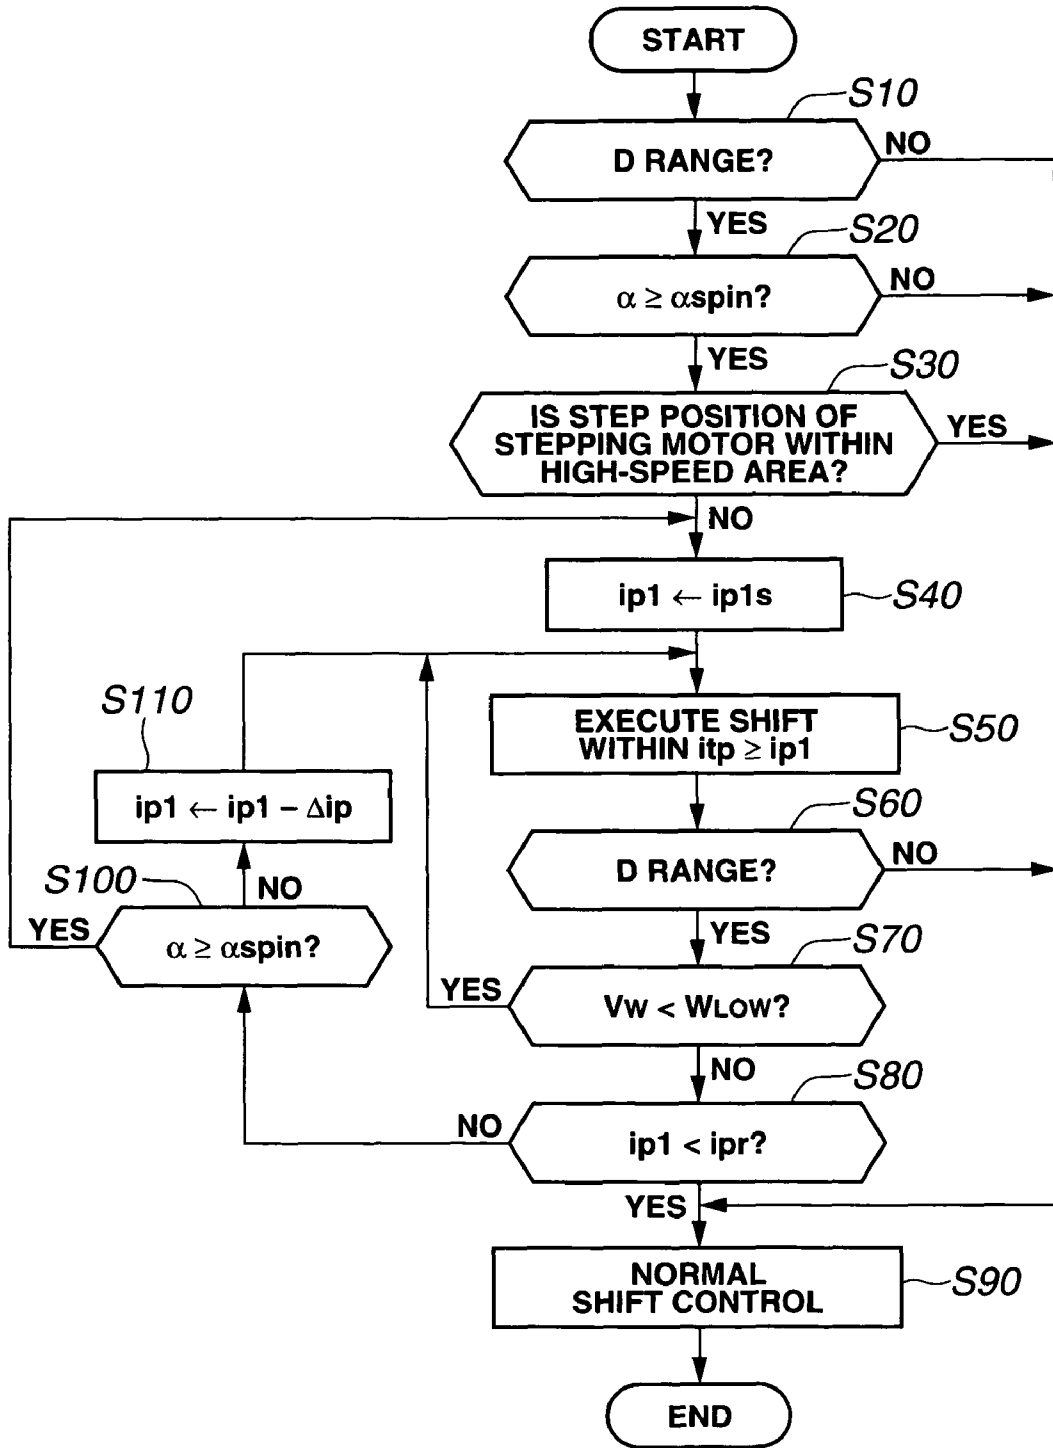 START
S10
D RANGE?
NO
YES
S20
α ≥ αspin?
NO
YES
S30
IS STEP POSITION OF
STEPPING MOTOR WITHIN
HIGH-SPEED AREA?
YES
NO
ip1 ← ip1s
S40
S110
EXECUTE SHIFT
WITHIN itp ≥ ip1
S50
ip1 ← ip1 – Δip
S60
D RANGE?
NO
S100
NO
YES
α ≥ αspin?
YES
S70
YES
VW < WLOW?
NO
S80
NO
ip1 < ipr?
YES
NORMAL
SHIFT CONTROL
S90
END